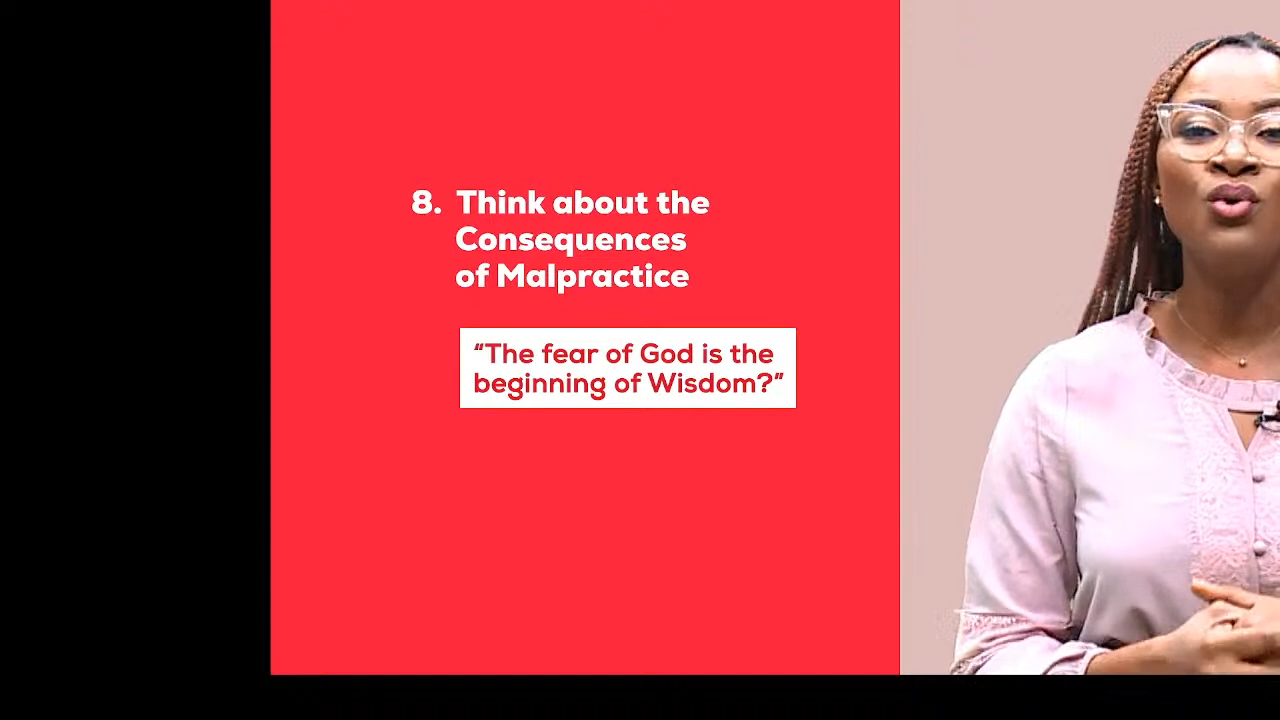 8. Think about the
Consequences
of Malpractice
“The fear of God is the
beginning of Wisdom?”